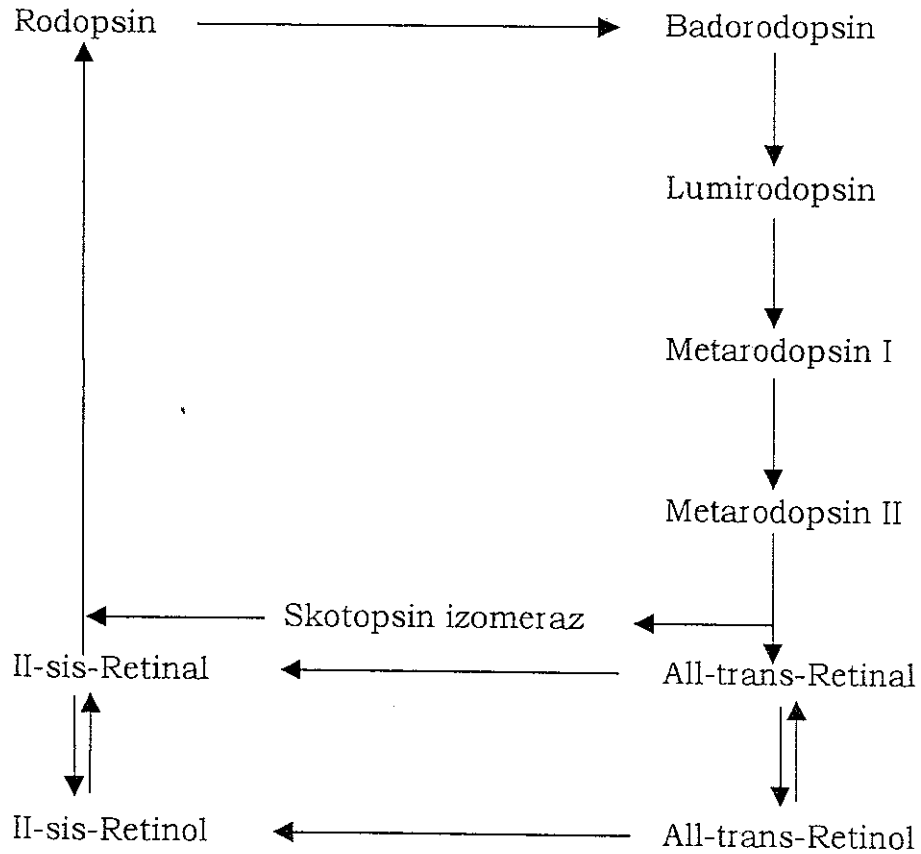 Rodopsin
Badorodopsin
Lumirodopsin
Metarodopsin I
Metarodopsin II
Skotopsin izomeraz
II-sis-Retinal
All-trans-Retinal
II-sis-Retinol
All-trans-Retinol